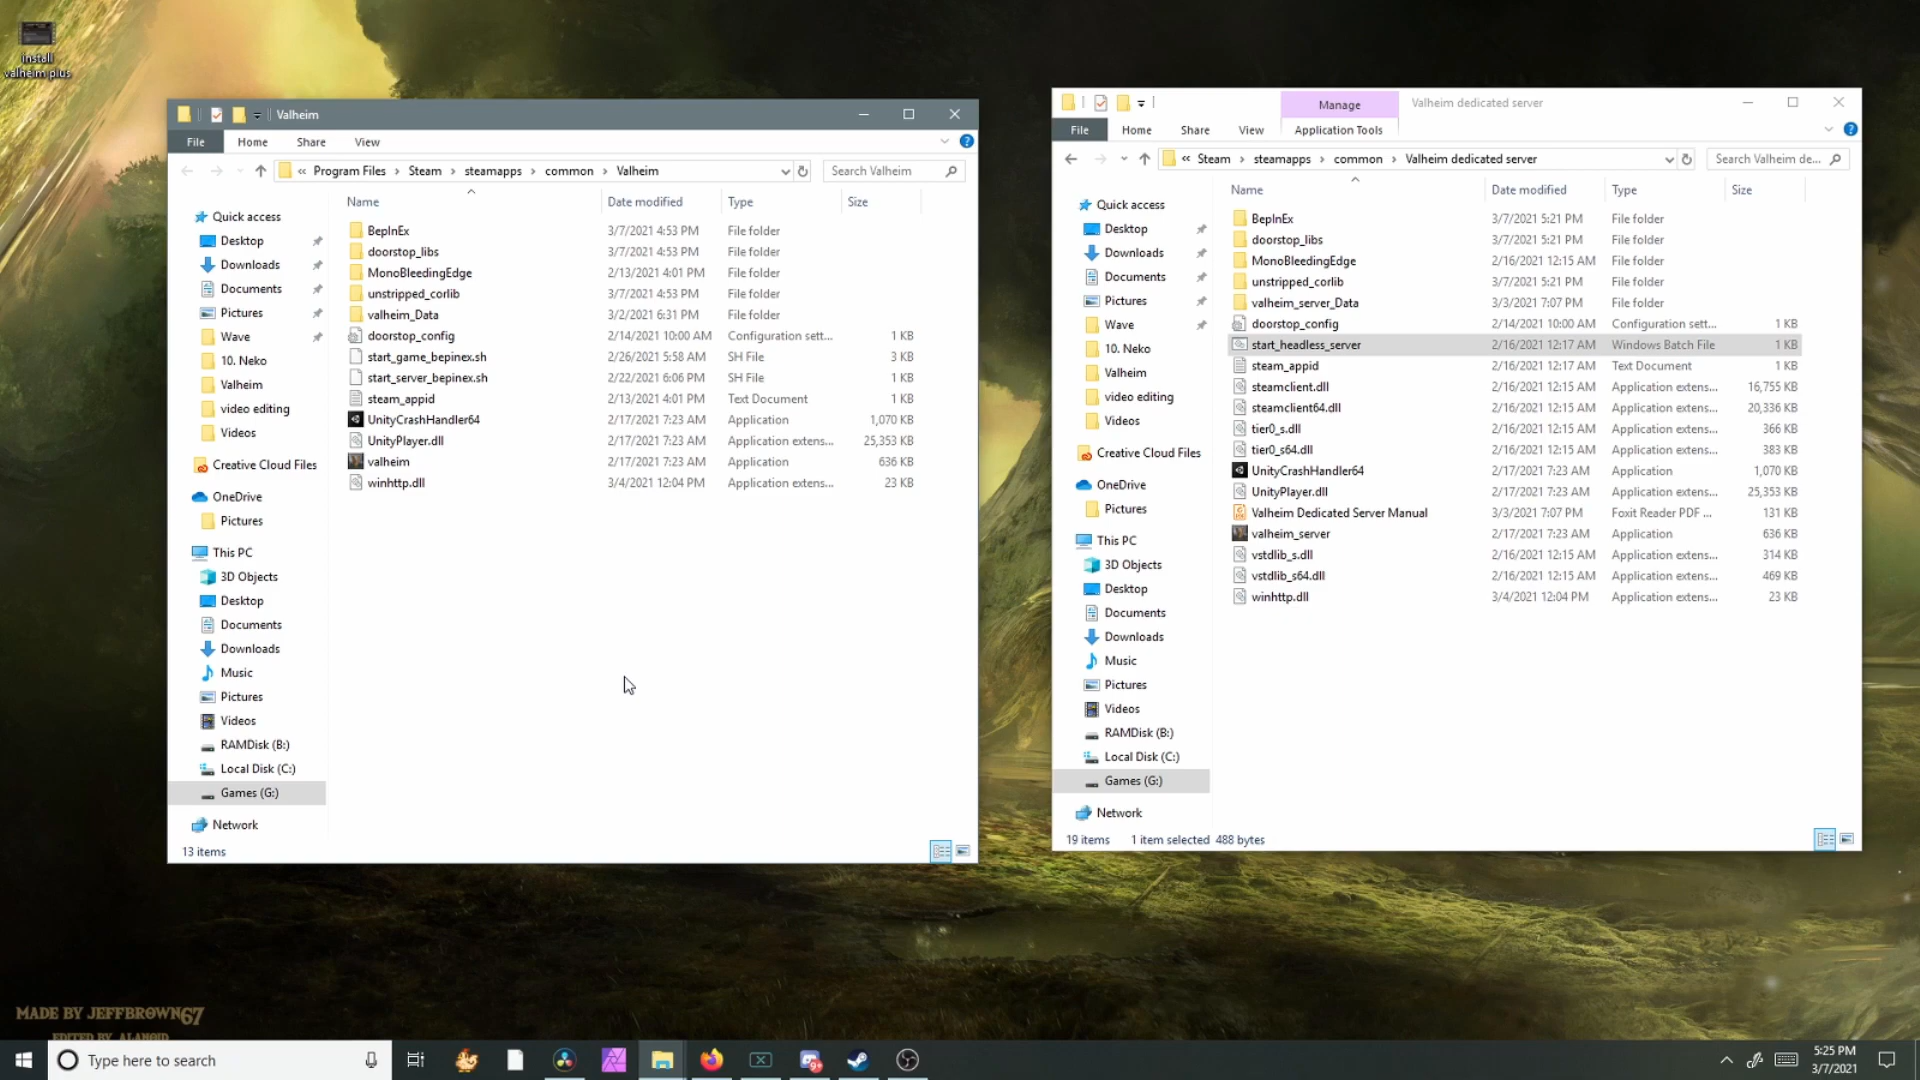 install
valheim plus
Valheim
File Home Share View
« Program Files > Steam > steamapps > common > Valheim
Search Valheim
Name Date modified Type Size
Quick access
Desktop
Downloads
Documents
Pictures
Wave
10. Neko
Valheim
video editing
Videos
Creative Cloud Files
OneDrive
Pictures
This PC
3D Objects
Desktop
Documents
Downloads
Music
Pictures
Videos
RAMDisk (B:)
Local Disk (C:)
Games (G:)
Network
BepInEx 3/7/2021 4:53 PM File folder
doorstop_libs 3/7/2021 4:53 PM File folder
MonoBleedingEdge 2/13/2021 4:01 PM File folder
unstripped_corlib 3/7/2021 4:53 PM File folder
valheim_Data 3/2/2021 6:31 PM File folder
doorstop_config 2/14/2021 10:00 AM Configuration sett... 1 KB
start_game_bepinex.sh 2/26/2021 5:58 AM SH File 3 KB
start_server_bepinex.sh 2/22/2021 6:06 PM SH File 1 KB
steam_appid 2/13/2021 4:01 PM Text Document 1 KB
UnityCrashHandler64 2/17/2021 7:23 AM Application 1,070 KB
UnityPlayer.dll 2/17/2021 7:23 AM Application extens... 25,353 KB
valheim 2/17/2021 7:23 AM Application 636 KB
winhttp.dll 3/4/2021 12:04 PM Application extens... 23 KB
13 items
Manage Valheim dedicated server
File Home Share View Application Tools
« Steam > steamapps > common > Valheim dedicated server
Search Valheim de...
Name Date modified Type Size
Quick access
Desktop
Downloads
Documents
Pictures
Wave
10. Neko
Valheim
video editing
Videos
Creative Cloud Files
OneDrive
Pictures
This PC
3D Objects
Desktop
Documents
Downloads
Music
Pictures
Videos
RAMDisk (B:)
Local Disk (C:)
Games (G:)
Network
BepInEx 3/7/2021 5:21 PM File folder
doorstop_libs 3/7/2021 5:21 PM File folder
MonoBleedingEdge 2/16/2021 12:15 AM File folder
unstripped_corlib 3/7/2021 5:21 PM File folder
valheim_server_Data 3/3/2021 7:07 PM File folder
doorstop_config 2/14/2021 10:00 AM Configuration sett... 1 KB
start_headless_server 2/16/2021 12:17 AM Windows Batch File 1 KB
steam_appid 2/16/2021 12:17 AM Text Document 1 KB
steamclient.dll 2/16/2021 12:15 AM Application extens... 16,755 KB
steamclient64.dll 2/16/2021 12:15 AM Application extens... 20,336 KB
tier0_s.dll 2/16/2021 12:15 AM Application extens... 366 KB
tier0_s64.dll 2/16/2021 12:15 AM Application extens... 383 KB
UnityCrashHandler64 2/17/2021 7:23 AM Application 1,070 KB
UnityPlayer.dll 2/17/2021 7:23 AM Application extens... 25,353 KB
Valheim Dedicated Server Manual 3/3/2021 7:07 PM Foxit Reader PDF ... 131 KB
valheim_server 2/17/2021 7:23 AM Application 636 KB
vstdlib_s.dll 2/16/2021 12:15 AM Application extens... 314 KB
vstdlib_s64.dll 2/16/2021 12:15 AM Application extens... 469 KB
winhttp.dll 3/4/2021 12:04 PM Application extens... 23 KB
19 items 1 item selected 488 bytes
MADE BY JEFFBROWN67
EDITED BY ALANOID
Type here to search
9+
5:25 PM
3/7/2021